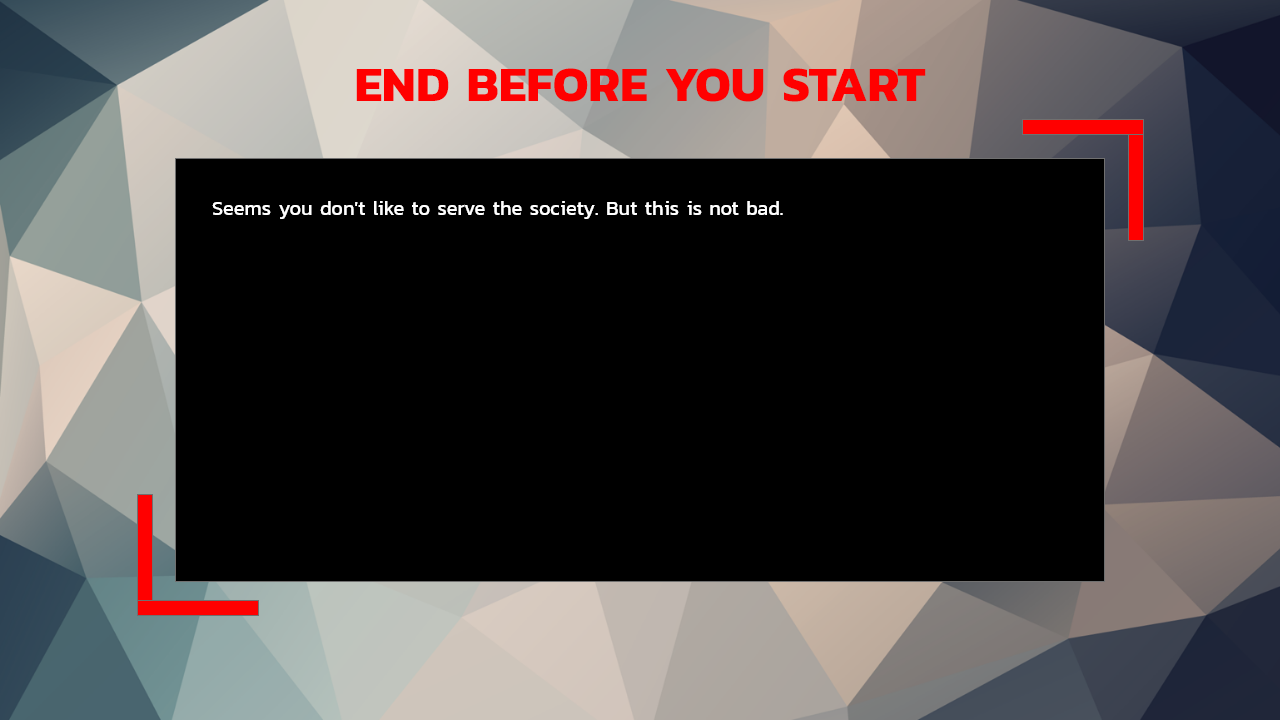 END BEFORE YOU START
Seems you don't like to serve the society. But this is not bad.